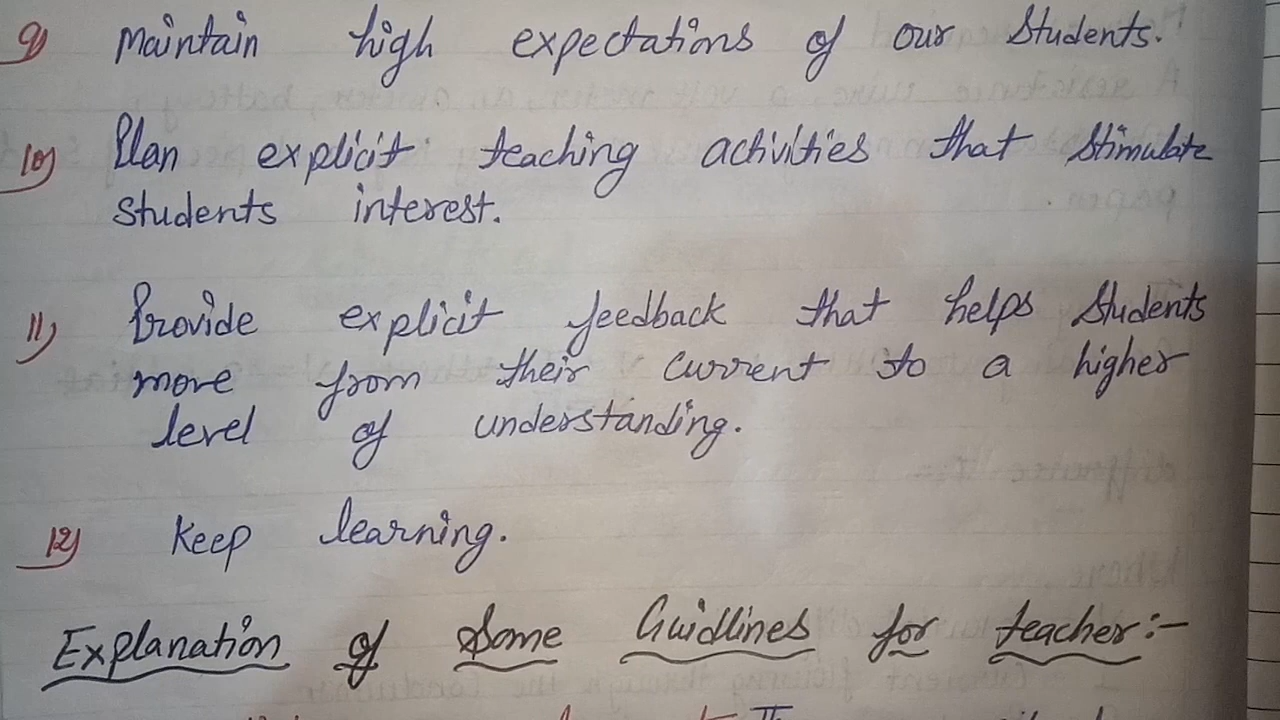 9) Maintain high expectations of our Students.
10) Plan explicit teaching activities that stimulate
students interest.
11) Provide explicit feedback that helps students
more from their current to a higher
level of understanding.
12) Keep learning.
Explanation of Some Guidlines for teacher:-